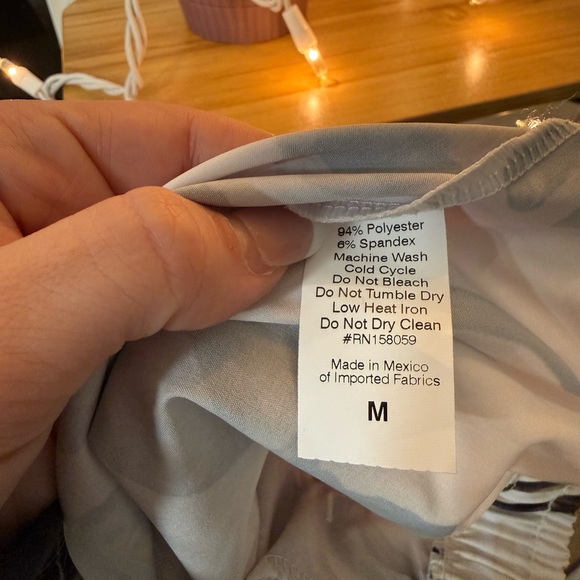 94% Polyester
6% Spandex
Machine Wash
Cold Cycle
Do Not Bleach
Do Not Tumble Dry
Low Heat Iron
Do Not Dry Clean
#RN158059
Made in Mexico
of Imported Fabrics
M